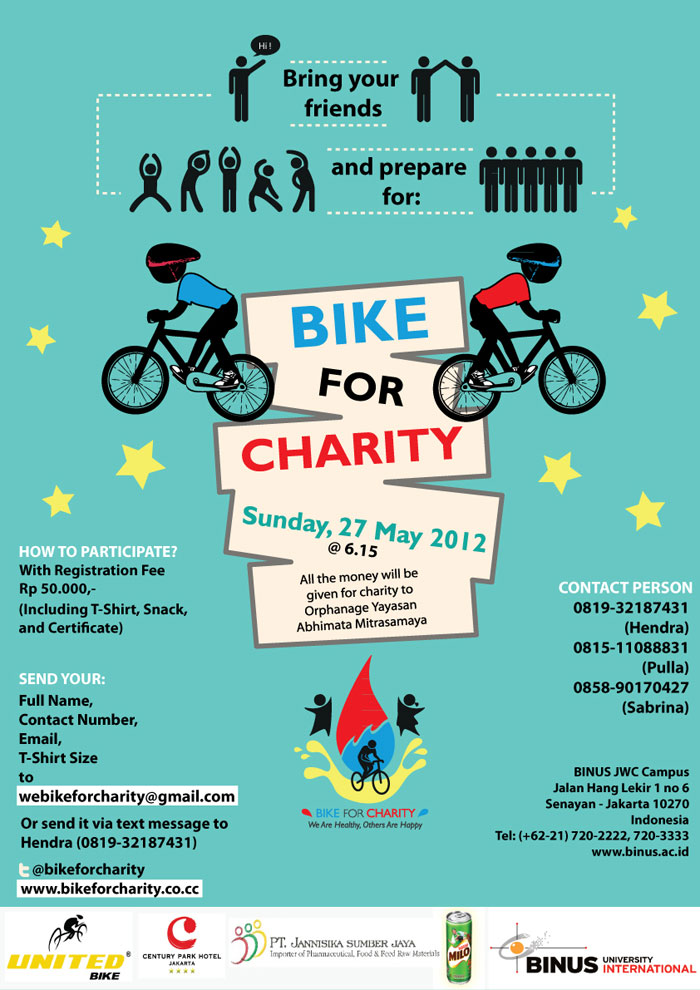 Hi !
Bring your
friends
and prepare
for:
BIKE
FOR
CHARITY
Sunday, 27 May 2012
@ 6.15
All the money will be
given for charity to
Orphanage Yayasan
Abhimata Mitrasamaya
HOW TO PARTICIPATE?
With Registration Fee
Rp 50.000,-
(Including T-Shirt, Snack,
and Certificate)
SEND YOUR:
Full Name,
Contact Number,
Email,
T-Shirt Size
to
webikeforcharity@gmail.com
Or send it via text message to
Hendra (0819-32187431)
@bikeforcharity
www.bikeforcharity.co.cc
BIKE FOR CHARITY
We Are Healthy, Others Are Happy
CONTACT PERSON
0819-32187431
(Hendra)
0815-11088831
(Pulla)
0858-90170427
(Sabrina)
BINUS JWC Campus
Jalan Hang Lekir 1 no 6
Senayan - Jakarta 10270
Indonesia
Tel: (+62-21) 720-2222, 720-3333
www.binus.ac.id
UNITED®
BIKE
CENTURY PARK HOTEL
JAKARTA
PT. JANNISIKA SUMBER JAYA
Importer of Pharmaceutical, Food & Feed Raw Materials
MILO
BINUS UNIVERSITY
INTERNATIONAL